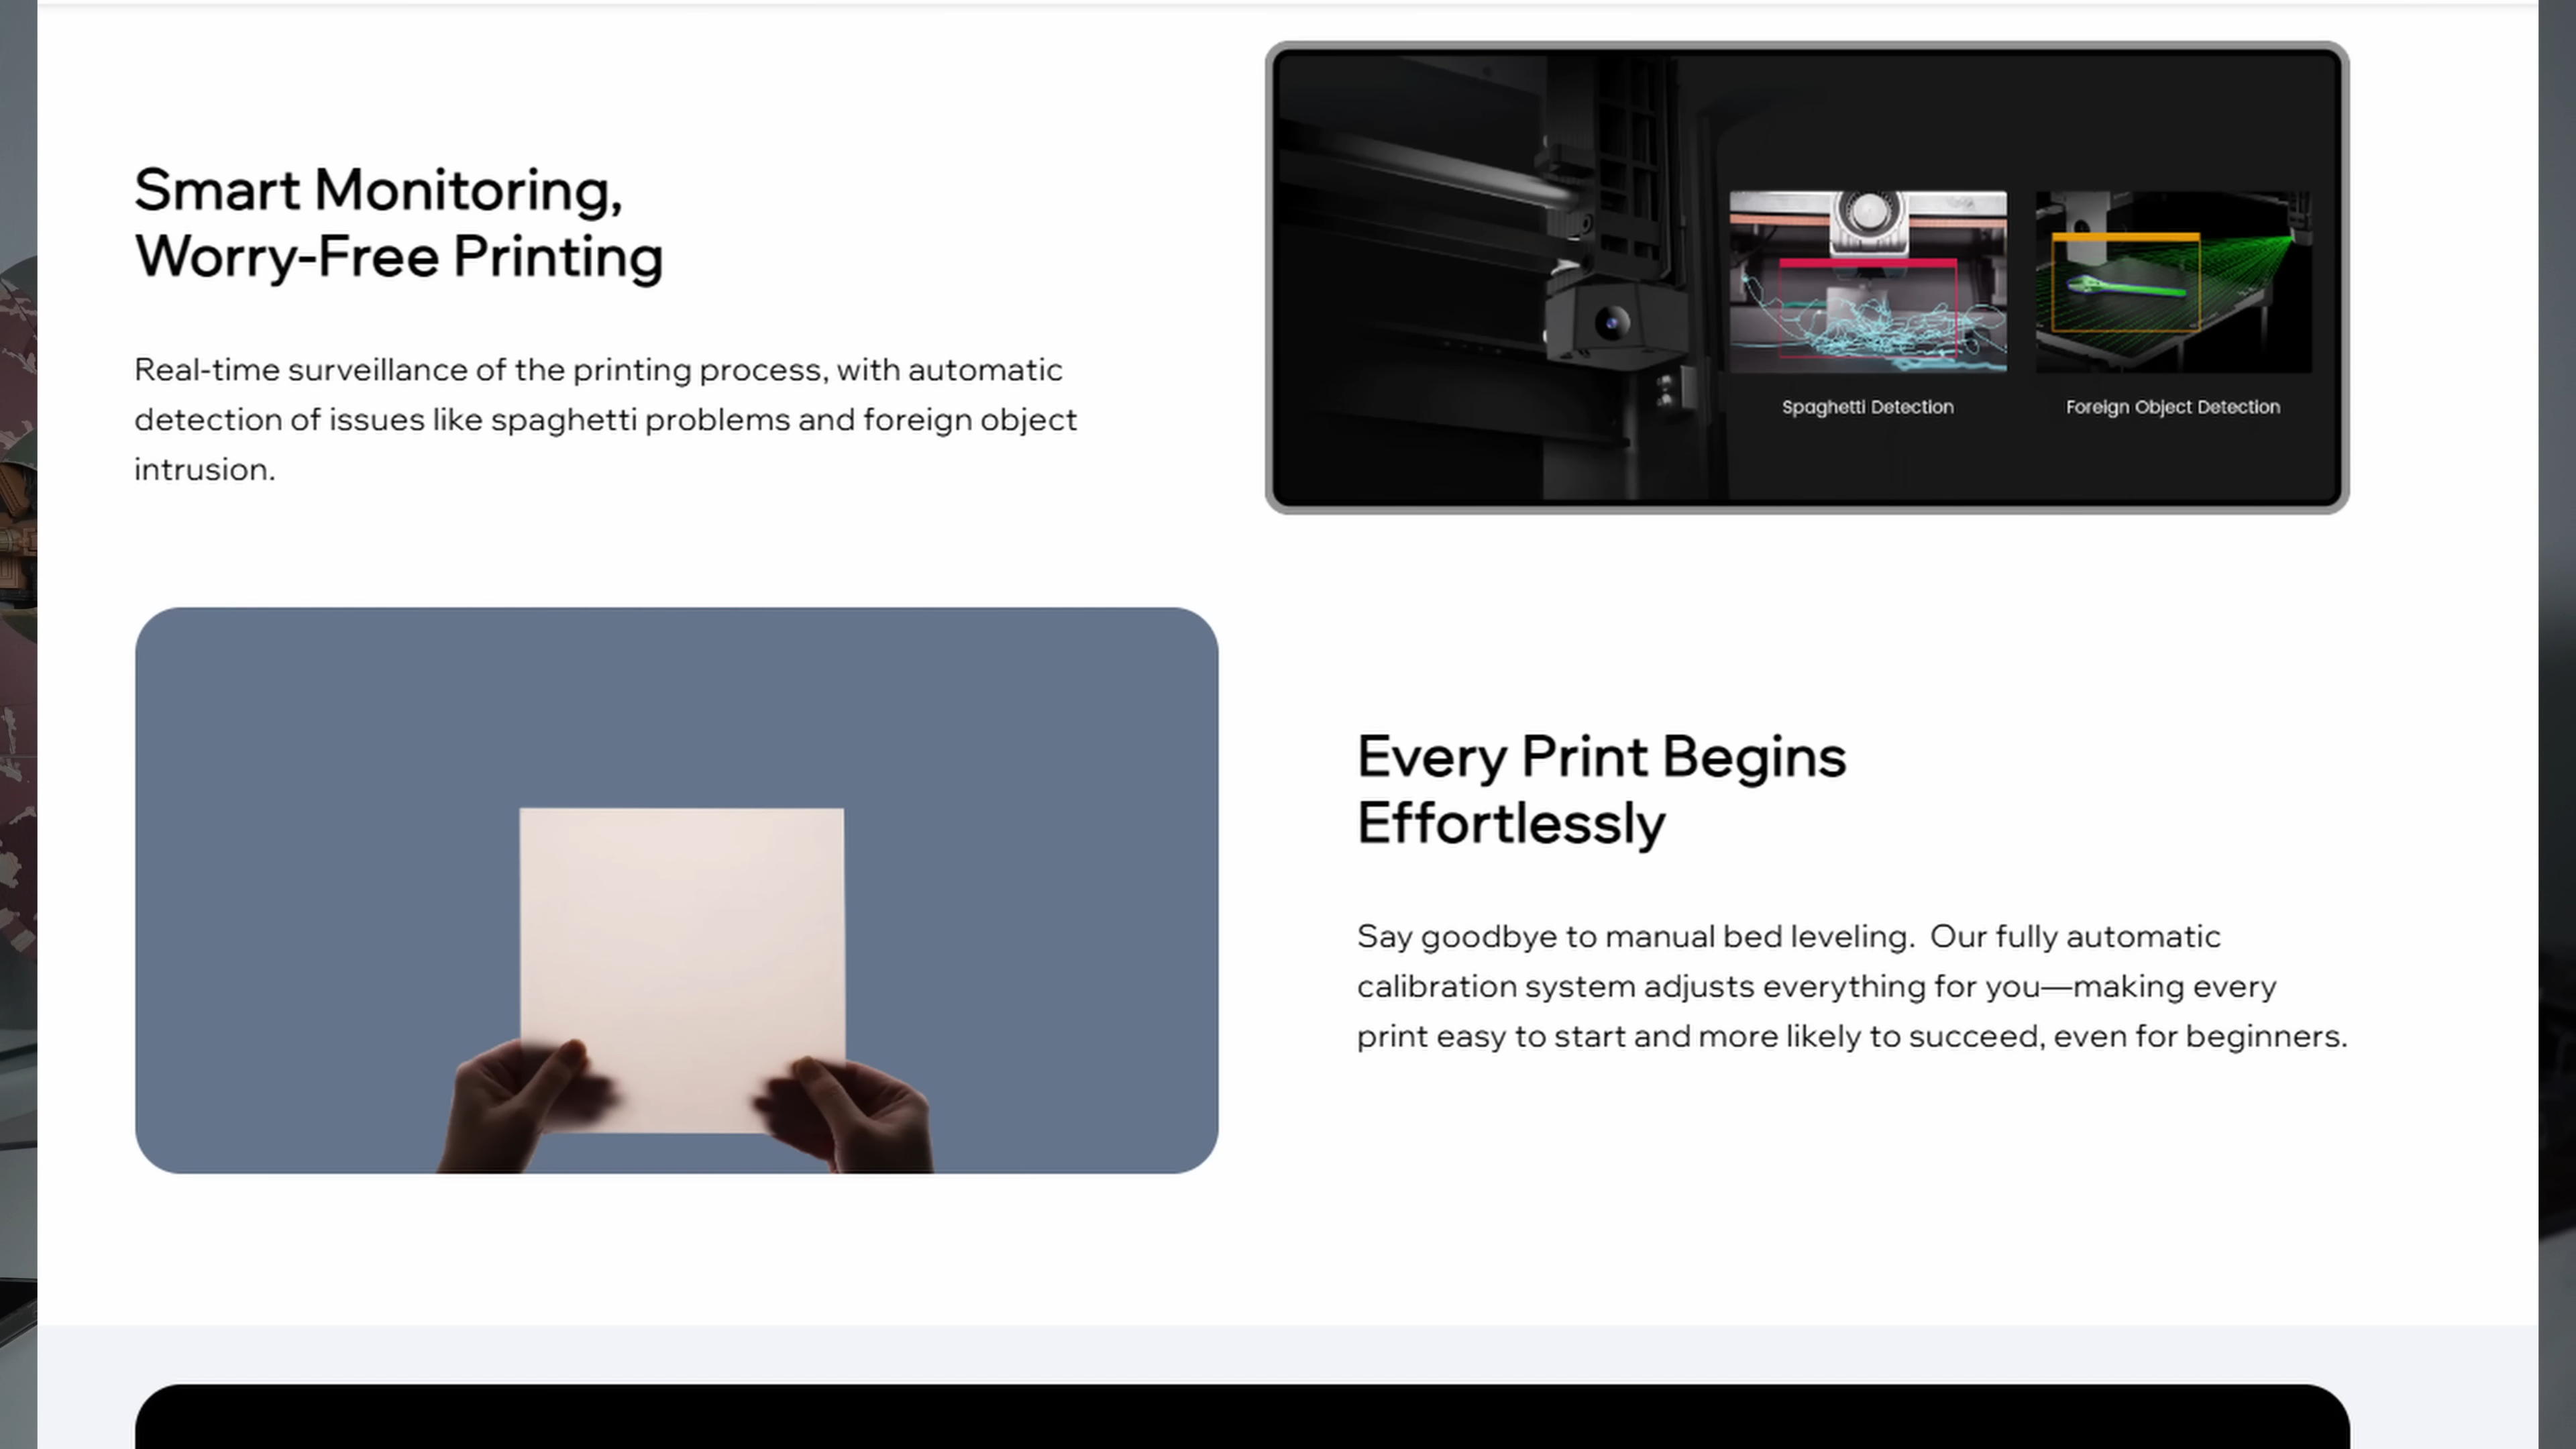 Smart Monitoring,
Worry-Free Printing
Real-time surveillance of the printing process, with automatic
detection of issues like spaghetti problems and foreign object
intrusion.
Spaghetti Detection
Foreign Object Detection
Every Print Begins
Effortlessly
Say goodbye to manual bed leveling. Our fully automatic
calibration system adjusts everything for you—making every
print easy to start and more likely to succeed, even for beginners.